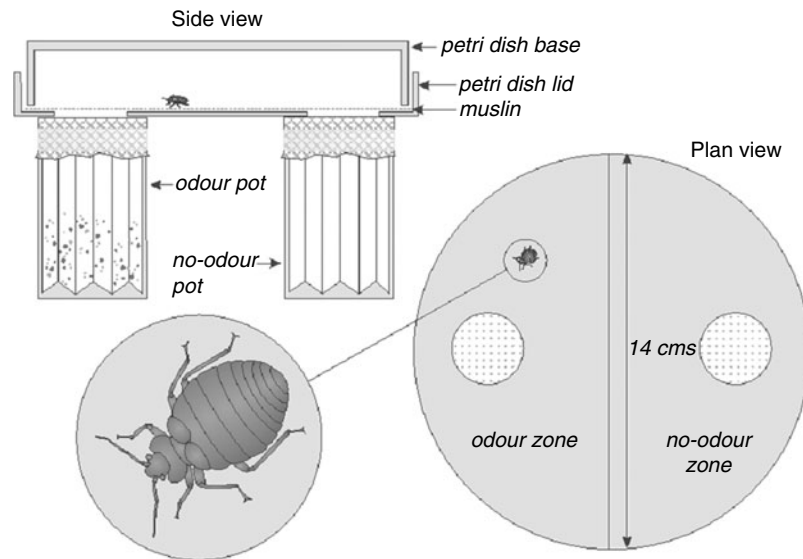 Side view
petri dish base
petri dish lid
muslin
odour pot
no-odour
pot
Plan view
14 cms
odour zone
no-odour
zone